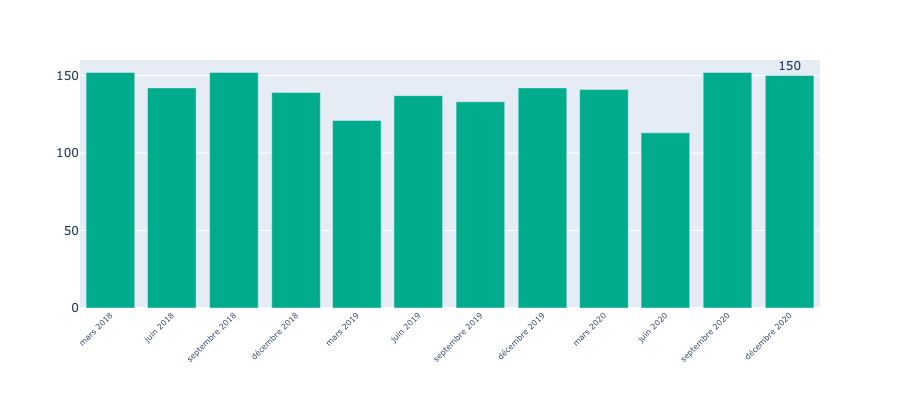 150
150
100
50
0
mars 2018
juin 2018
septembre 2018
décembre 2018
mars 2019
juin 2019
septembre 2019
décembre 2019
mars 2020
juin 2020
septembre 2020
décembre 2020